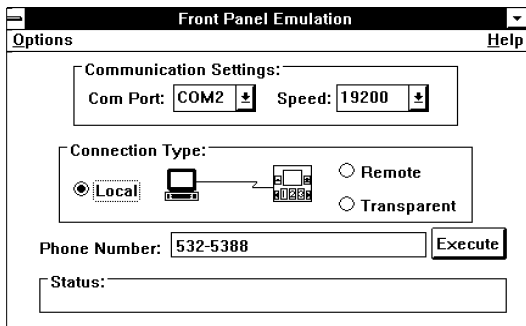 Front Panel Emulation
Options Help
Communication Settings:
Com Port: COM2 Speed: 19200
Connection Type:
Local
Remote
Transparent
Phone Number: 532-5388 Execute
Status: